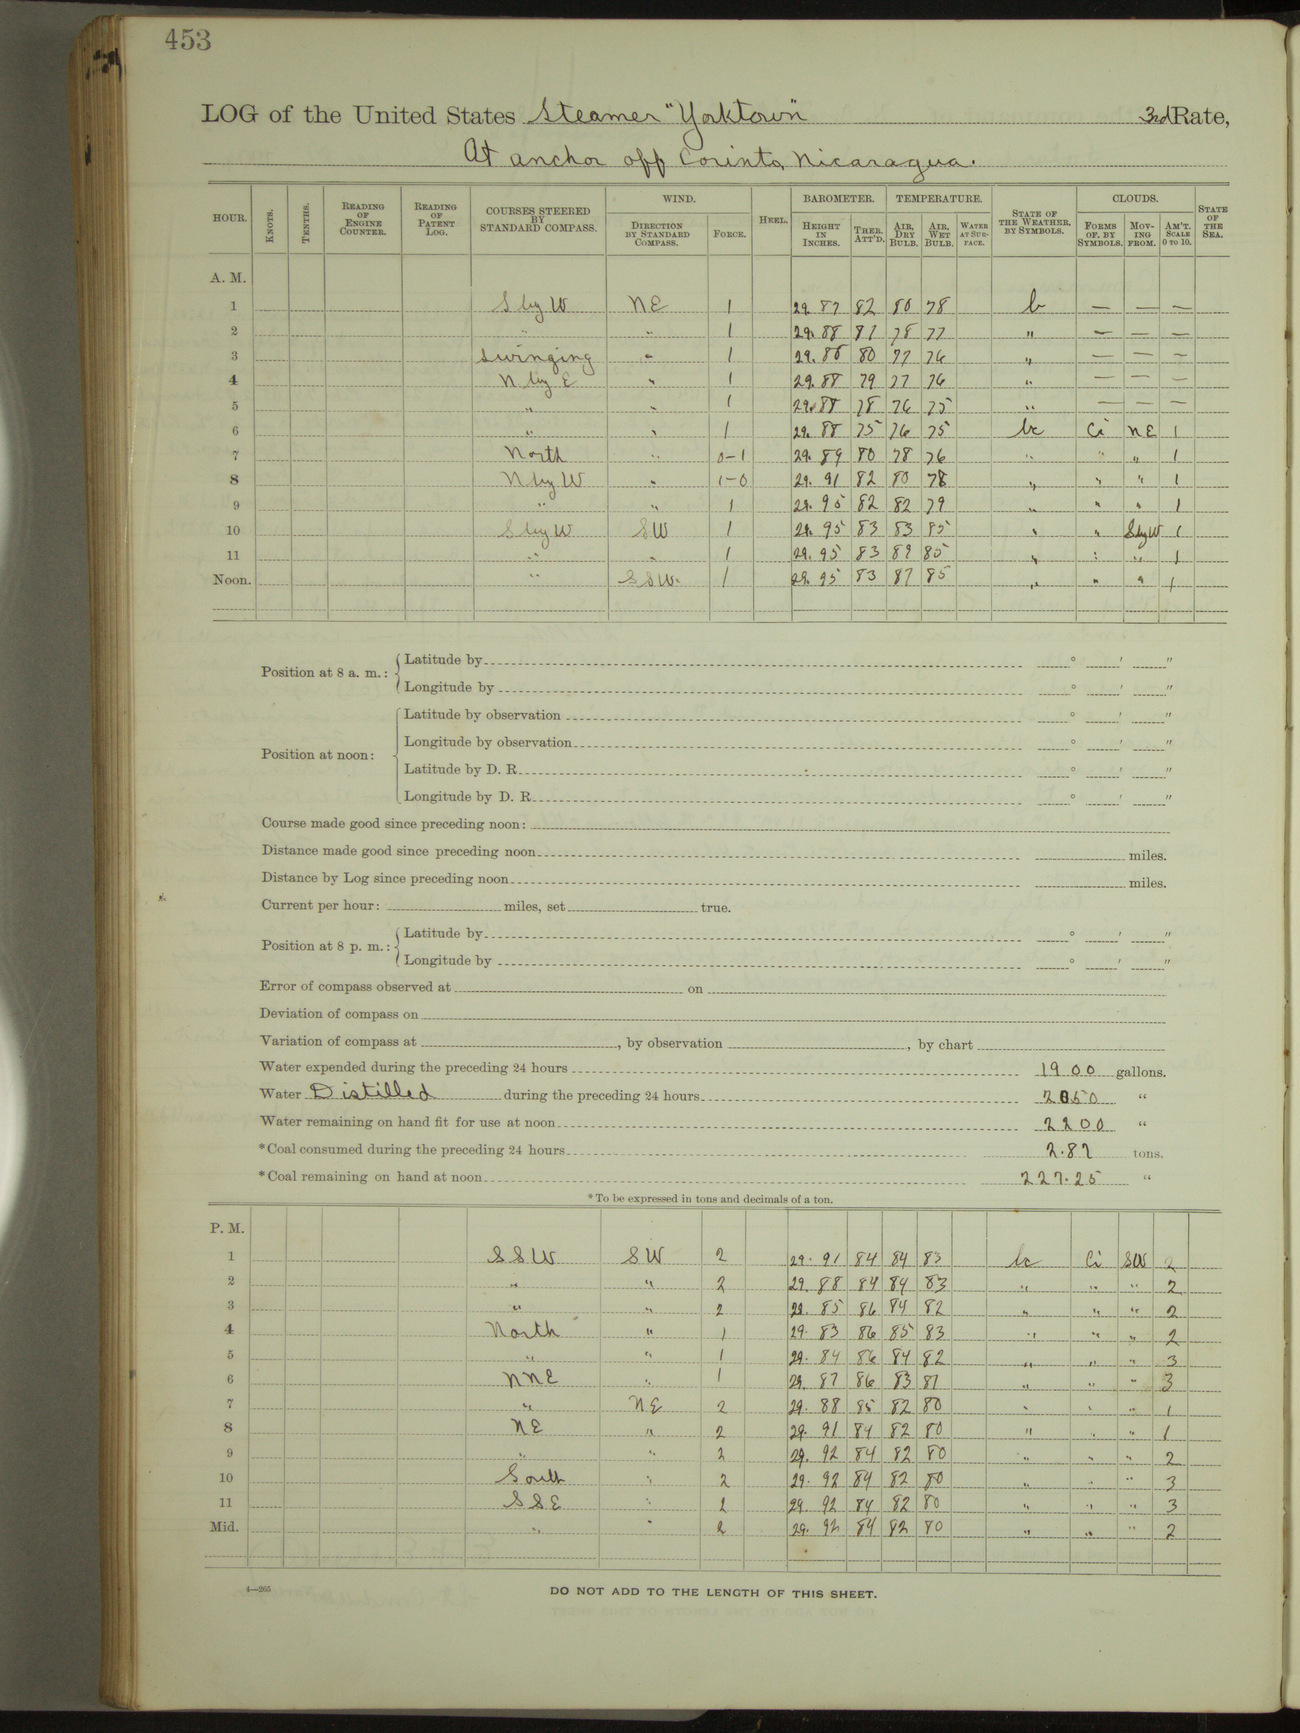 453
LOG of the United States Steamer "Yorktown" 3rd Rate,
At anchor off Corinto, Nicaragua.
HOUR. KNOTS. TENTHS. READING OF ENGINE COUNTER. READING OF PATENT LOG. COURSES STEERED BY STANDARD COMPASS. WIND. DIRECTION BY STANDARD COMPASS. FORCE. HEEL. BAROMETER. HEIGHT IN INCHES. THER. ATT'D. TEMPERATURE. AIR, DRY BULB. AIR, WET BULB. WATER AT SURFACE. STATE OF THE WEATHER, BY SYMBOLS. CLOUDS. FORMS OF, BY SYMBOLS. MOVING FROM. AM'T. SCALE 0 TO 10. STATE OF THE SEA.
A. M.
1 S by W NE 1 29.87 82 80 78 b — — —
2 " " 1 29.88 81 78 77 " — — —
3 Swinging " 1 29.88 80 77 76 " — — —
4 N by E " 1 29.88 79 77 76 " — — —
5 " " 1 29.88 78 76 75 " — — —
6 " " 1 29.88 75 76 75 bc Ci NE 1
7 North " 0-1 29.89 80 78 76 " " " 1
8 N by W " 1-0 29.91 82 80 78 " " " 1
9 " " 1 29.95 82 82 79 " " " 1
10 S by W SW 1 29.95 83 83 " " S by W 1
11 " " 1 29.95 83 85 " " " 1
Noon. " SSW. 1 29.95 83 87 85 " " " 1
Position at 8 a. m.: Latitude by ° ' "
Longitude by ° ' "
Position at noon: Latitude by observation ° ' "
Longitude by observation ° ' "
Latitude by D. R. ° ' "
Longitude by D. R. ° ' "
Course made good since preceding noon:
Distance made good since preceding noon miles.
Distance by Log since preceding noon miles.
Current per hour: miles, set true.
Position at 8 p. m.: Latitude by ° ' "
Longitude by ° ' "
Error of compass observed at on
Deviation of compass on
Variation of compass at , by observation , by chart
Water expended during the preceding 24 hours 1900 gallons.
Water Distilled during the preceding 24 hours "
Water remaining on hand fit for use at noon 2200 "
*Coal consumed during the preceding 24 hours 2.82 tons.
*Coal remaining on hand at noon 227.25 "
*To be expressed in tons and decimals of a ton.
P. M.
1 SSW SW 2 29.91 84 84 83 bc Ci SW 2
2 " " 2 29.88 84 84 83 " " " 2
3 " " 2 29.85 86 84 82 " " " 2
4 North " 1 29.83 86 85 83 " " " 2
5 " " 1 29.84 86 84 82 " " " 3
6 NNE " 1 29.87 86 83 81 " " " 3
7 " NE 2 29.88 85 82 80 " " " 1
8 NE " 2 29.91 84 82 80 " " " 1
9 " " 2 29.92 84 82 80 " " " 2
10 South " 2 29.92 84 82 80 " " " 3
11 SSE " 2 29.92 84 82 80 " " " 3
Mid. " " 2 29.92 84 82 80 " " " 2
4—265
DO NOT ADD TO THE LENGTH OF THIS SHEET.